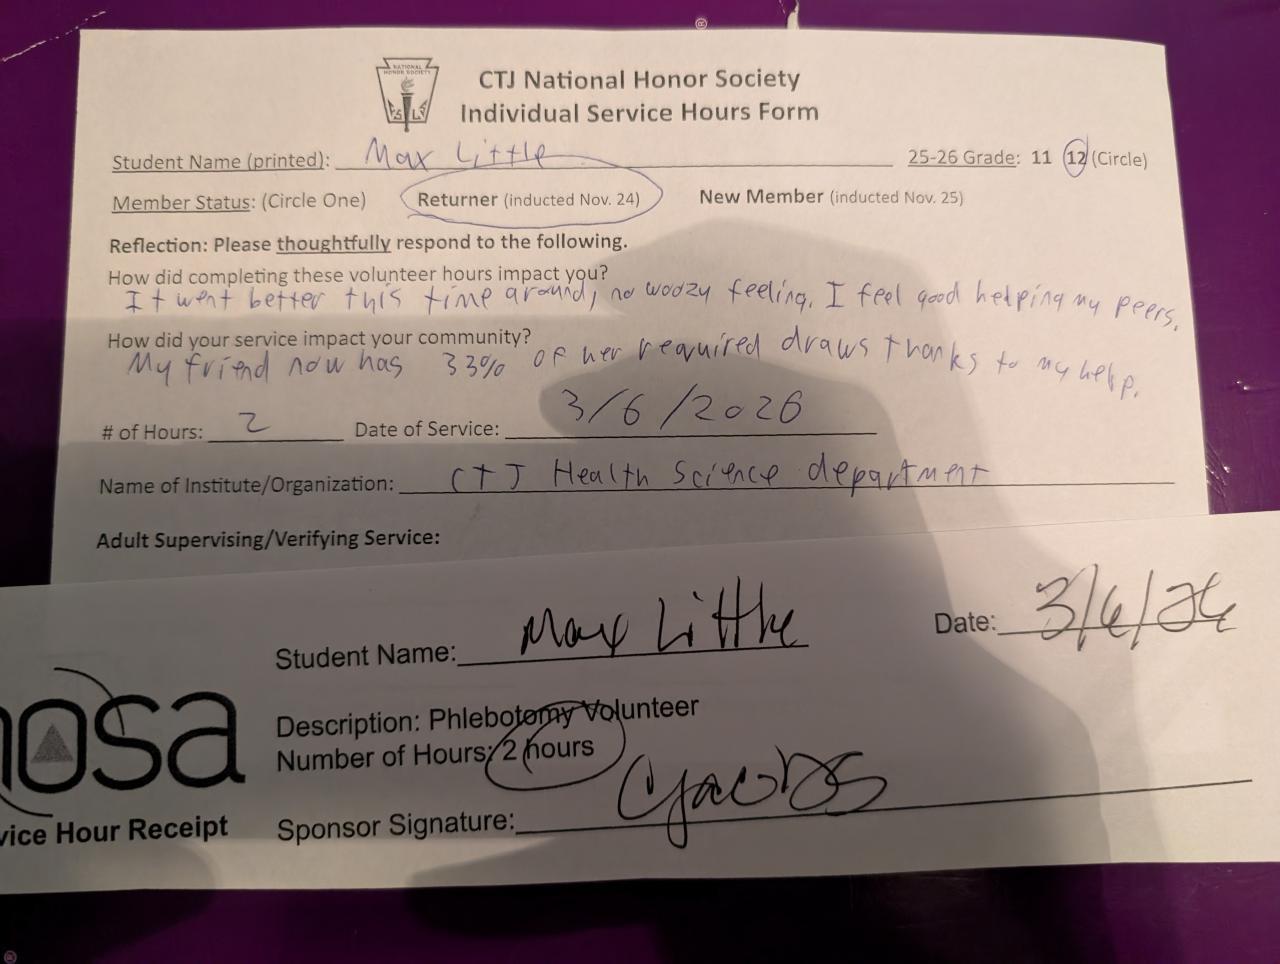 NATIONAL
HONOR SOCIETY
CTJ National Honor Society
Individual Service Hours Form
Student Name (printed): Max Little 25-26 Grade: 11 12 (Circle)
Member Status: (Circle One) Returner (inducted Nov. 24) New Member (inducted Nov. 25)
Reflection: Please thoughtfully respond to the following.
How did completing these volunteer hours impact you?
It went better this time around, no woozy feeling. I feel good helping my peers.
How did your service impact your community?
My friend now has 33% of her required draws thanks to my help.
# of Hours: 2 Date of Service: 3/6/2026
Name of Institute/Organization: CTJ Health Science department
Adult Supervising/Verifying Service:
Student Name: Max Little Date: 3/6/26
hosa
Description: Phlebotomy Volunteer
Number of Hours: 2 hours
vice Hour Receipt Sponsor Signature: CJacobs